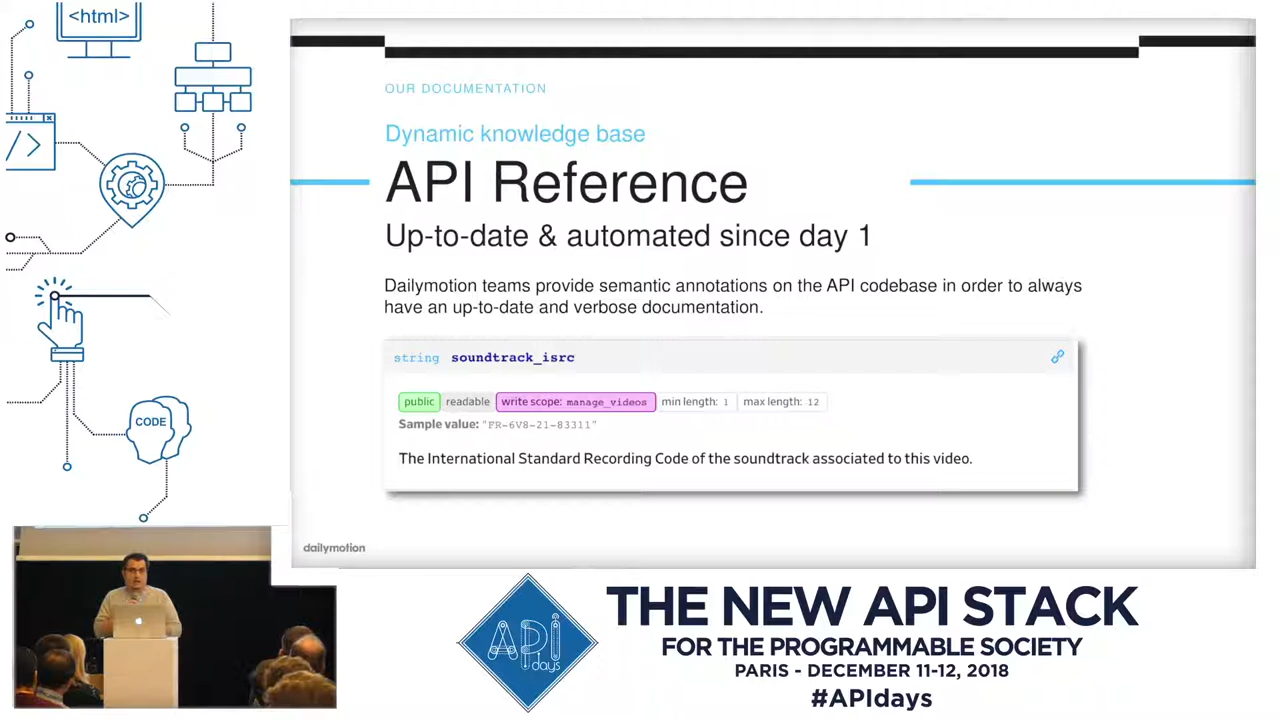 <html>
</>
CODE
OUR DOCUMENTATION
Dynamic knowledge base
API Reference
Up-to-date & automated since day 1
Dailymotion teams provide semantic annotations on the API codebase in order to always
have an up-to-date and verbose documentation.
string soundtrack_isrc
public readable write scope: manage_videos min length: 1 max length: 12
Sample value: "FR-6V8-21-83311"
The International Standard Recording Code of the soundtrack associated to this video.
dailymotion
APi
days
THE NEW API STACK
FOR THE PROGRAMMABLE SOCIETY
PARIS - DECEMBER 11-12, 2018
#APIdays